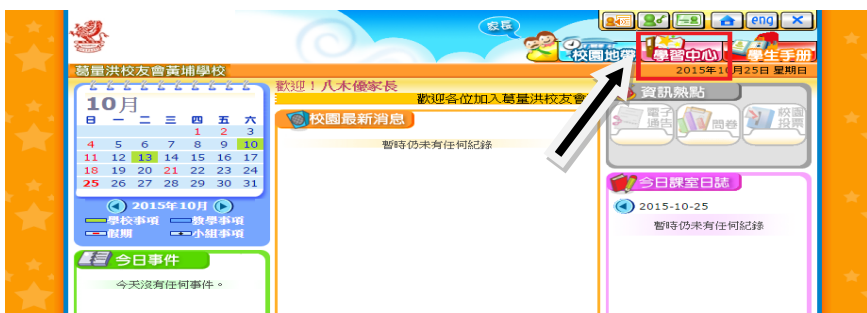 家長
eng
校園地帶 學習中心 學生手冊
葛量洪校友會黃埔學校
2015年10月25日 星期日
10月
日 一 二 三 四 五 六
1 2 3
4 5 6 7 8 9 10
11 12 13 14 15 16 17
18 19 20 21 22 23 24
25 26 27 28 29 30 31
2015年10月
學校事項 教學事項
假期 小組事項
今日事件
今天沒有任何事件。
歡迎！八木優家長
歡迎各位加入葛量洪校友會
校園最新消息
暫時仍未有任何紀錄
資訊熱點
電子通告 問卷 校園投票
今日課室日誌
2015-10-25
暫時仍未有任何紀錄